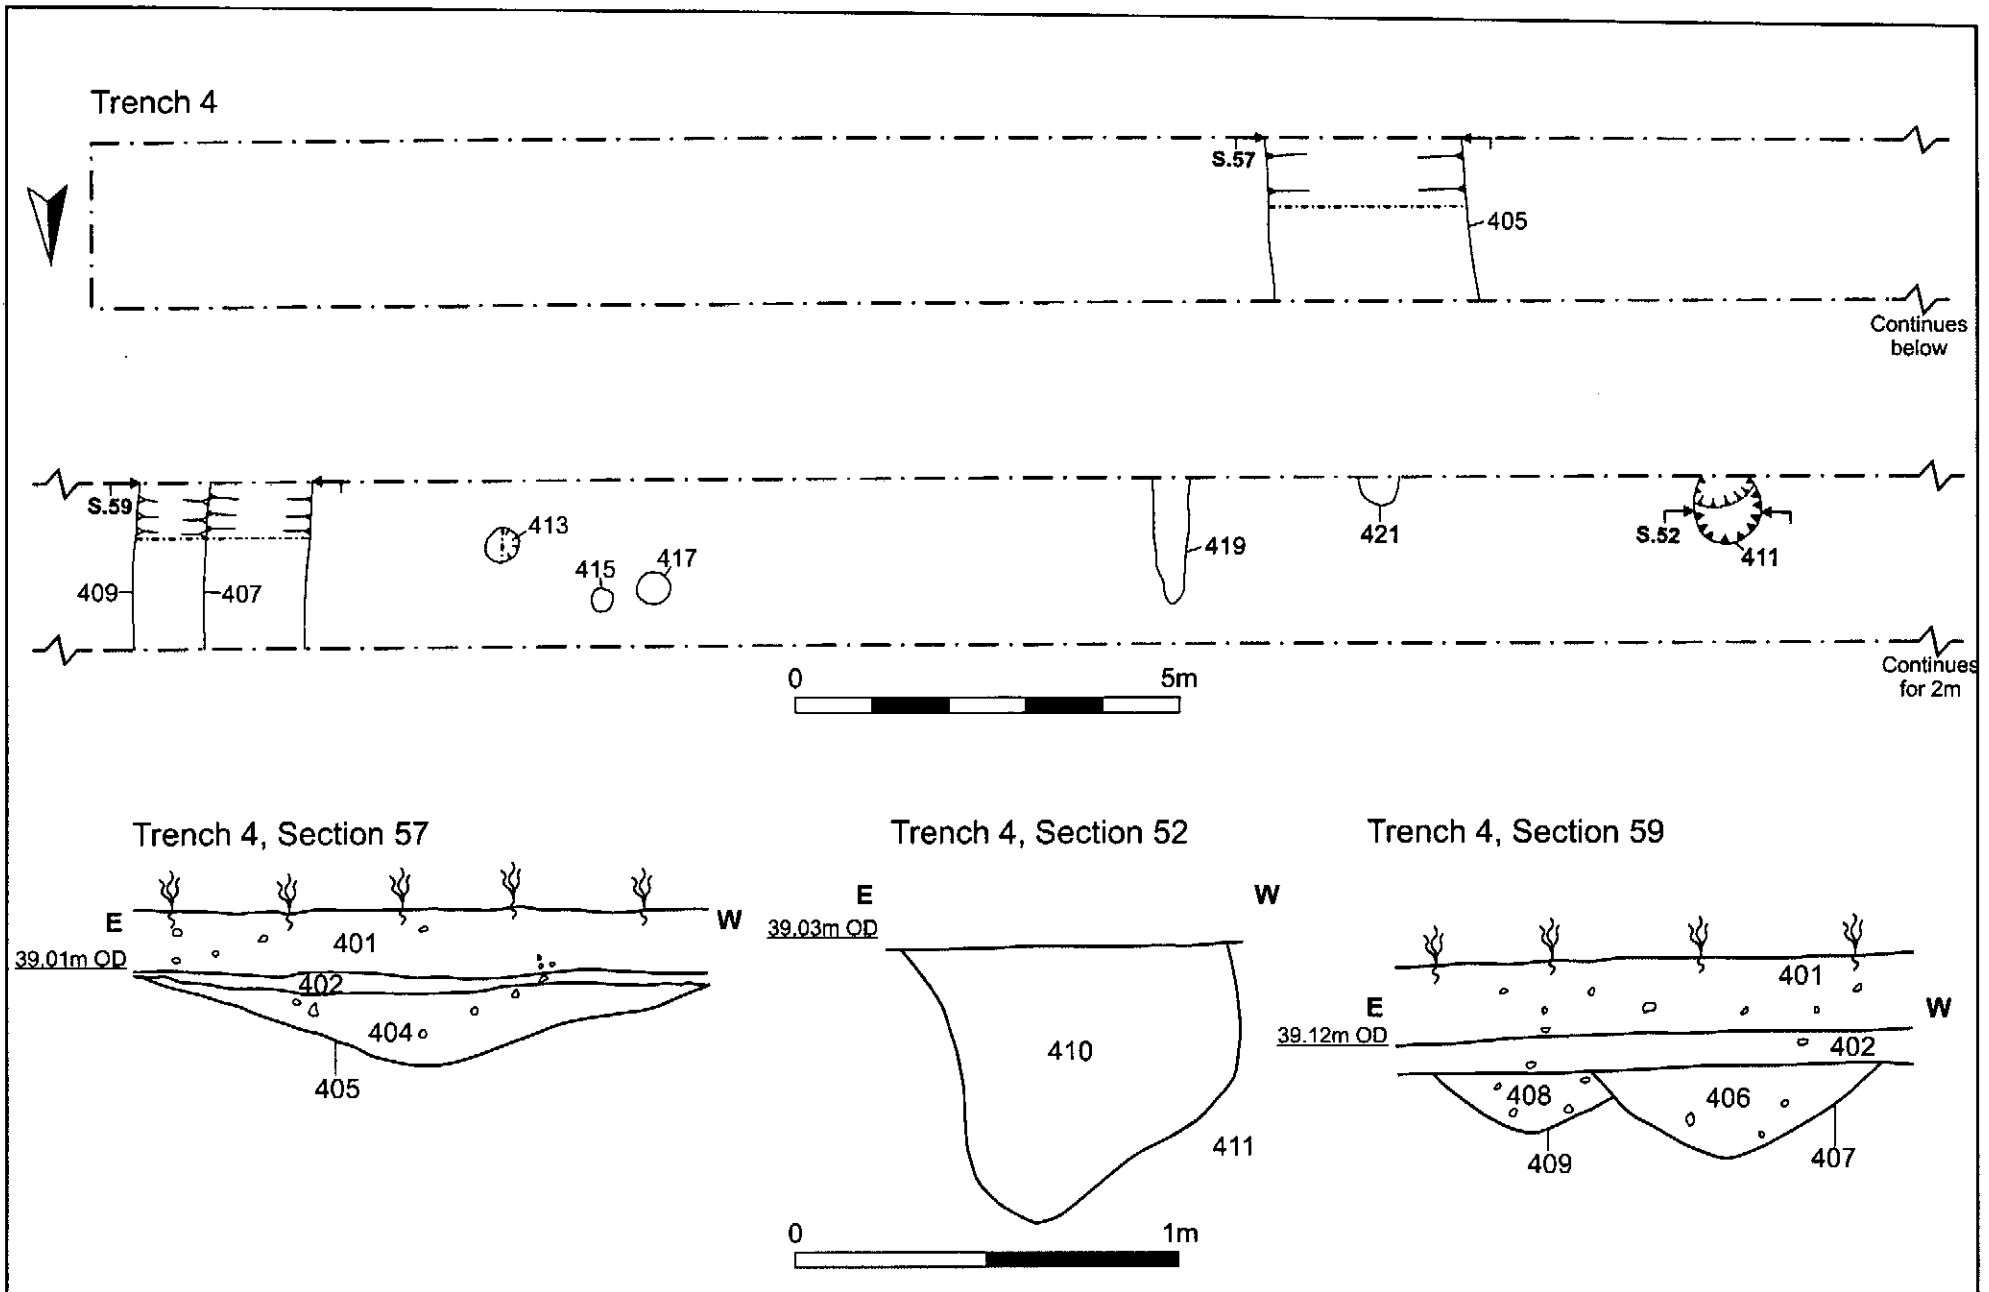 Trench 4
S.57
405
Continues
below
S.59
413
415
417
409
407
419
421
S.52
411
Continues
for 2m
0
5m
Trench 4, Section 57
E
W
401
39.01m OD
402
404
405
Trench 4, Section 52
E
W
39.03m OD
410
411
0
1m
Trench 4, Section 59
401
E
W
39.12m OD
402
408
406
409
407